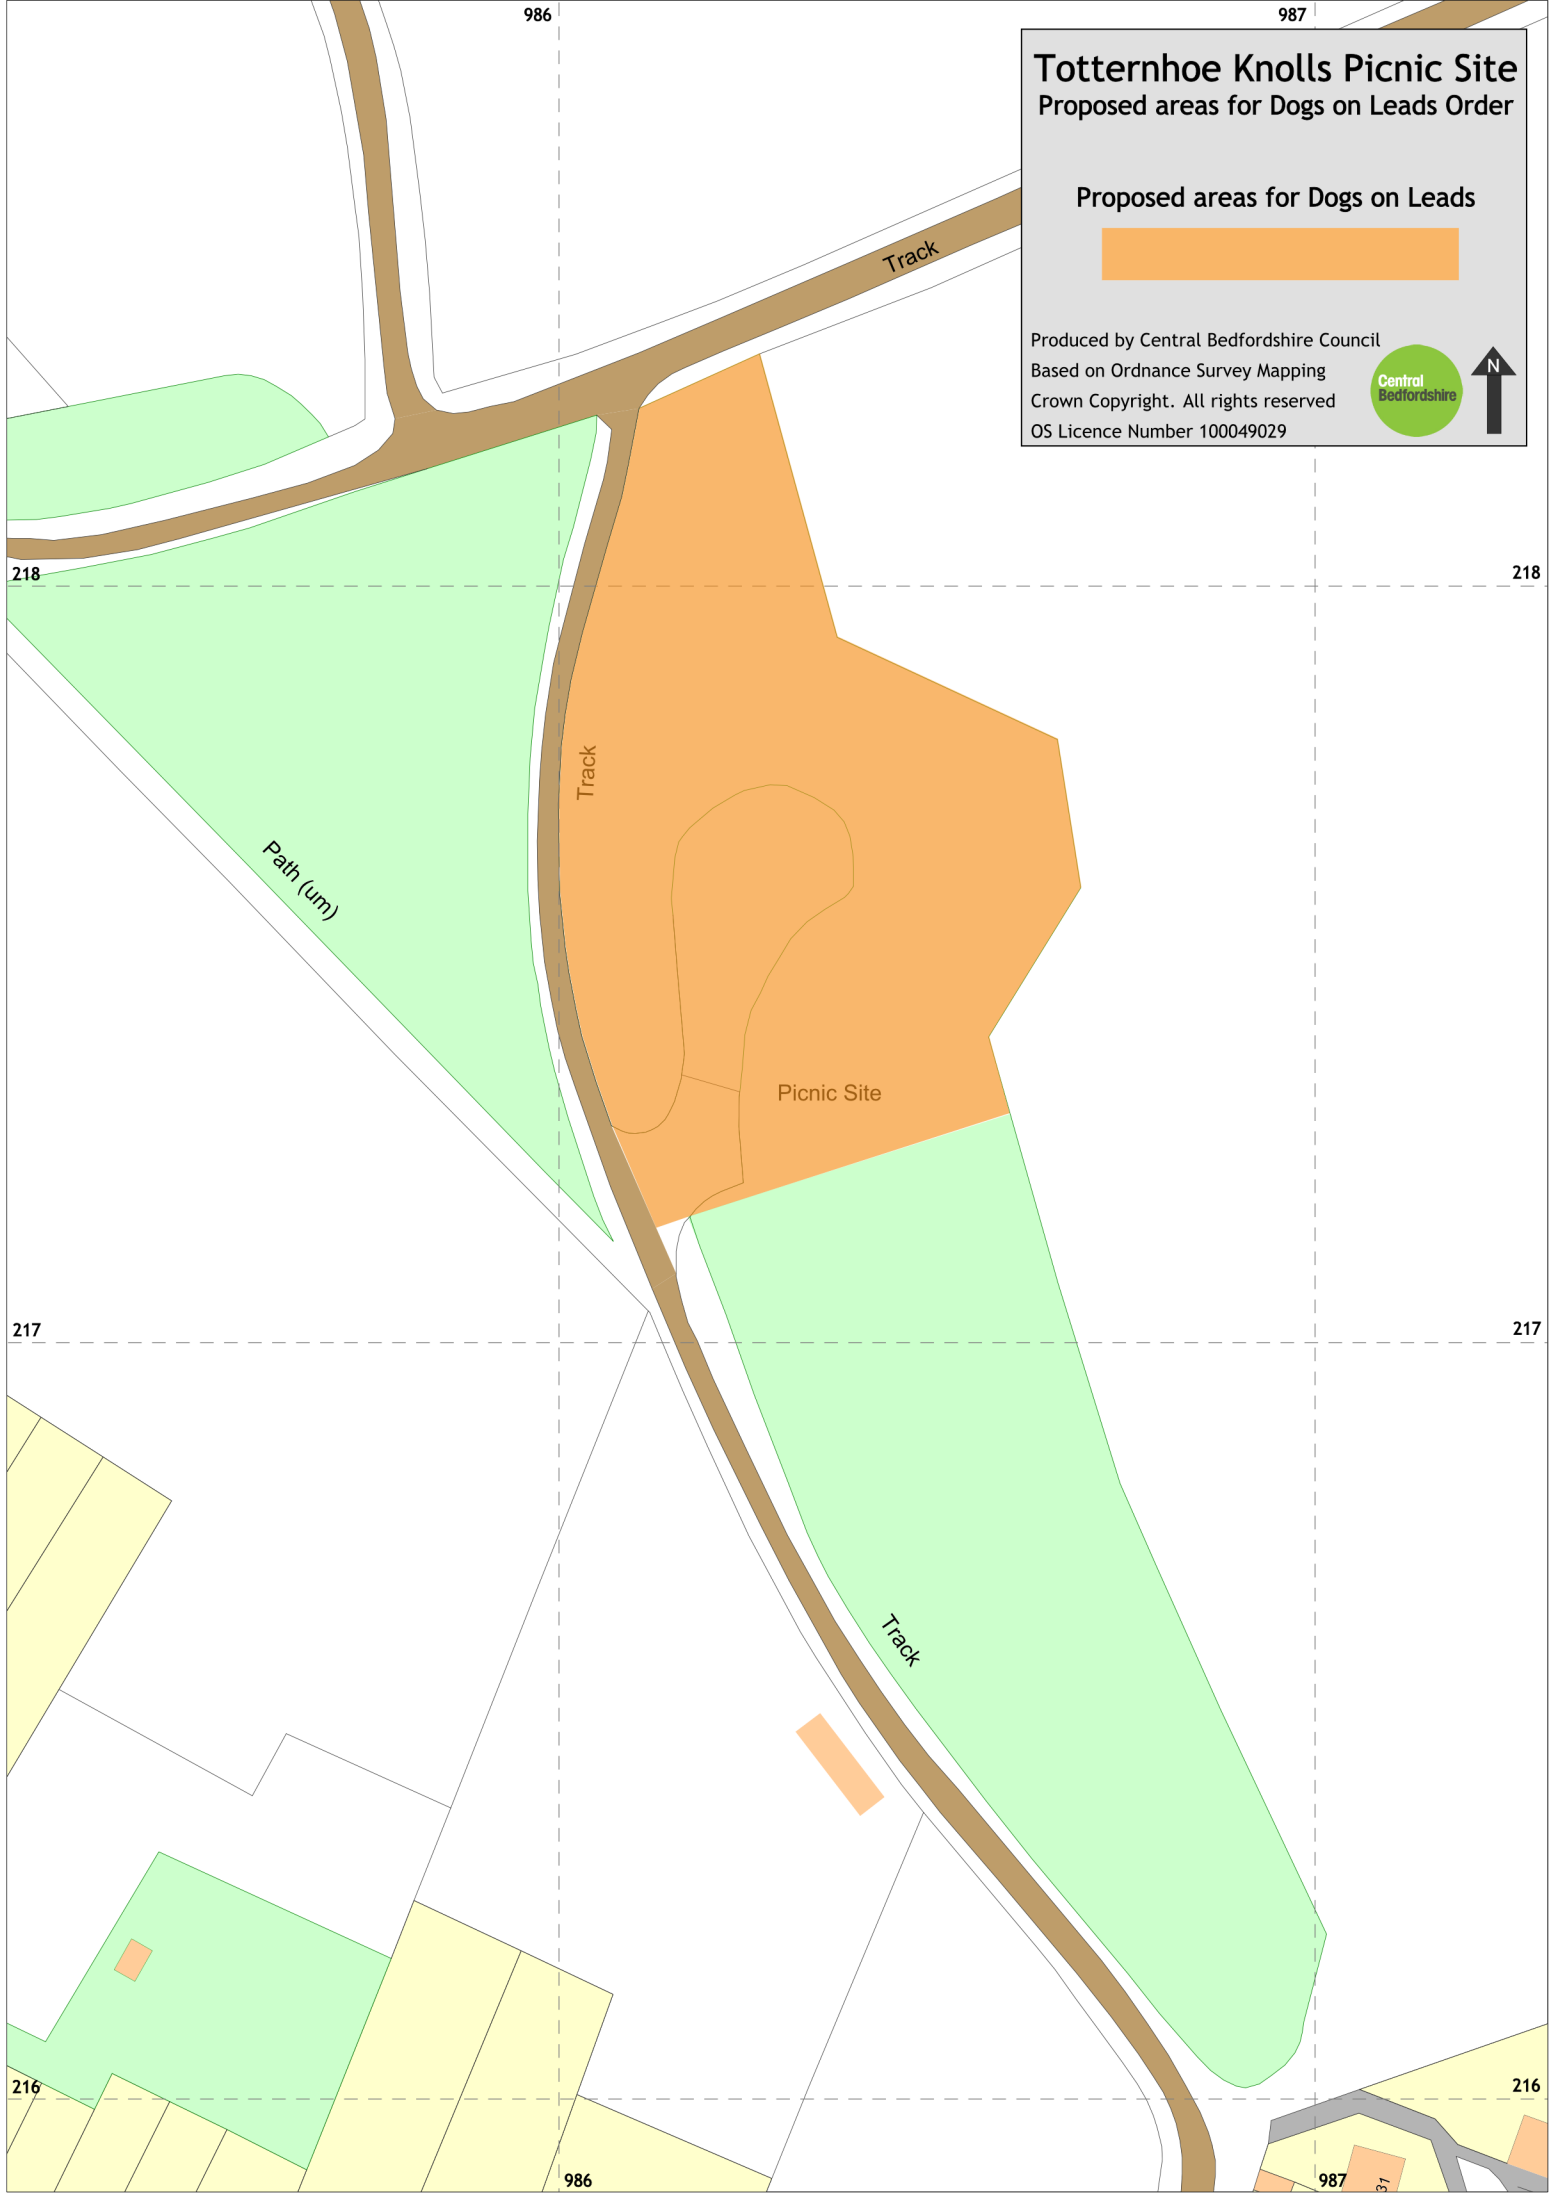 986
987
Totternhoe Knolls Picnic Site
Proposed areas for Dogs on Leads Order
Proposed areas for Dogs on Leads
Produced by Central Bedfordshire Council
Based on Ordnance Survey Mapping
Crown Copyright. All rights reserved
OS Licence Number 100049029
Central
Bedfordshire
N
Track
218
218
Track
Path (um)
Picnic Site
217
217
Track
216
216
986
987
31